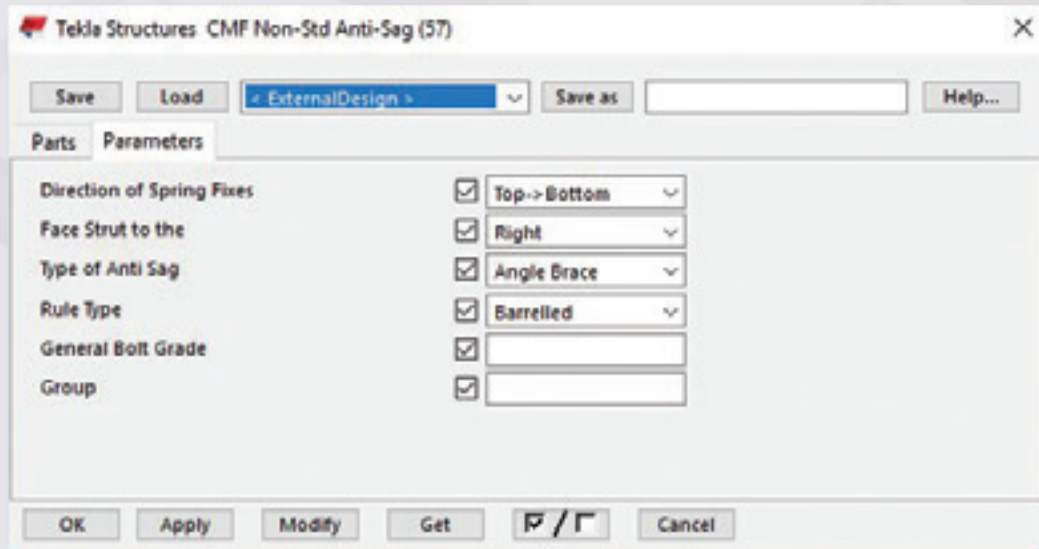 Tekla Structures CMF Non-Std Anti-Sag (57)
Save Load < ExternalDesign > Save as Help...
Parts Parameters
Direction of Spring Fixes Top->Bottom
Face Strut to the Right
Type of Anti Sag Angle Brace
Rule Type Barrelled
General Bolt Grade
Group
OK Apply Modify Get / Cancel